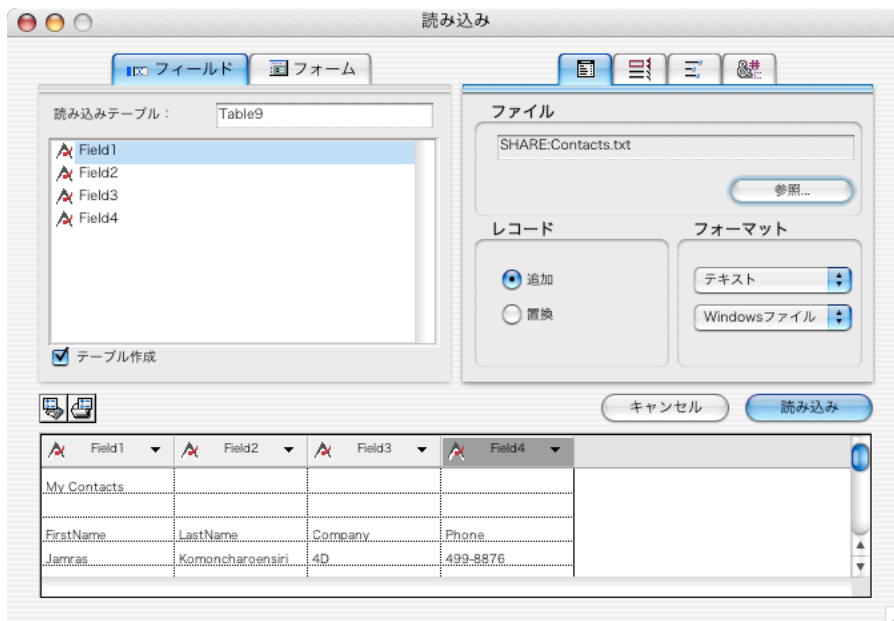 読み込み
フィールド
フォーム
読み込みテーブル：
Table9
Field1
Field2
Field3
Field4
テーブル作成
ファイル
SHARE:Contacts.txt
参照...
レコード
追加
置換
フォーマット
テキスト
Windowsファイル
キャンセル
読み込み
Field1 Field2 Field3 Field4
My Contacts
FirstName LastName Company Phone
Jamras Komoncharoensiri 4D 499-8876